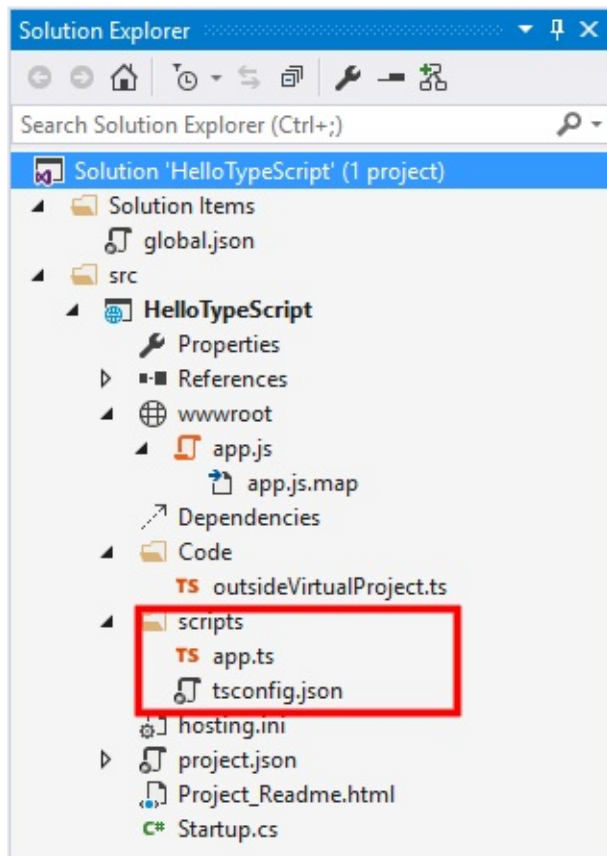 Solution Explorer
Search Solution Explorer (Ctrl+;)
Solution 'HelloTypeScript' (1 project)
Solution Items
global.json
src
HelloTypeScript
Properties
References
wwwroot
app.js
app.js.map
Dependencies
Code
TS outsideVirtualProject.ts
scripts
TS app.ts
tsconfig.json
hosting.ini
project.json
Project_Readme.html
C# Startup.cs